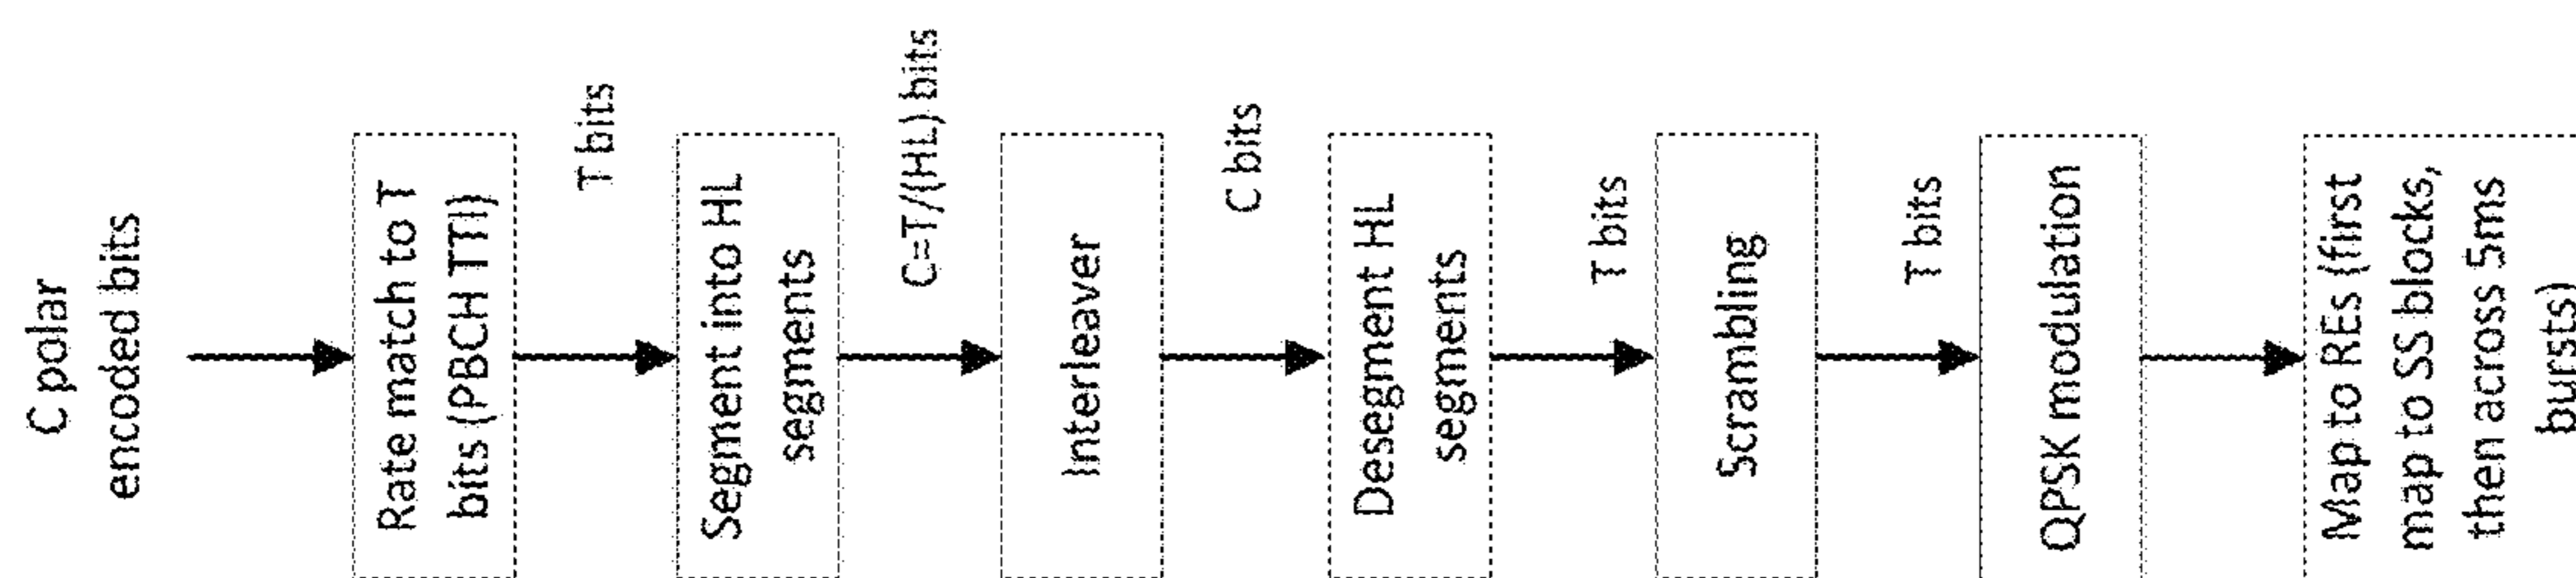 C polar
encoded bits
Rate match to T
bits (PBCH TTI)
T bits
Segment into HL
segments
C=T/(HL) bits
Interleaver
C bits
Desegment HL
segments
T bits
Scrambling
T bits
QPSK modulation
Map to REs (first
map to SS blocks,
then across 5ms
bursts)